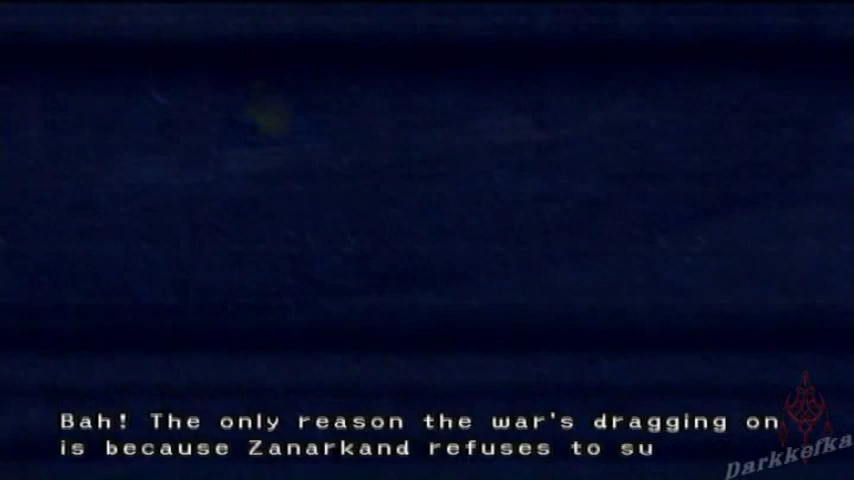 Bah! The only reason the war's dragging on
is because Zanarkand refuses to su
Darkkefka